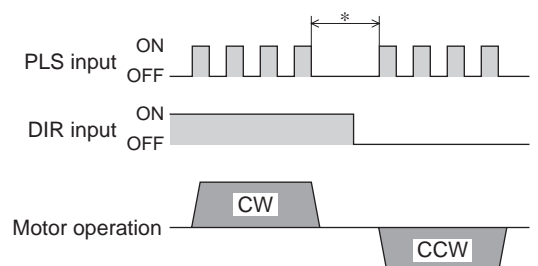 *
ON
PLS input
OFF
ON
DIR input
OFF
CW
Motor operation
CCW